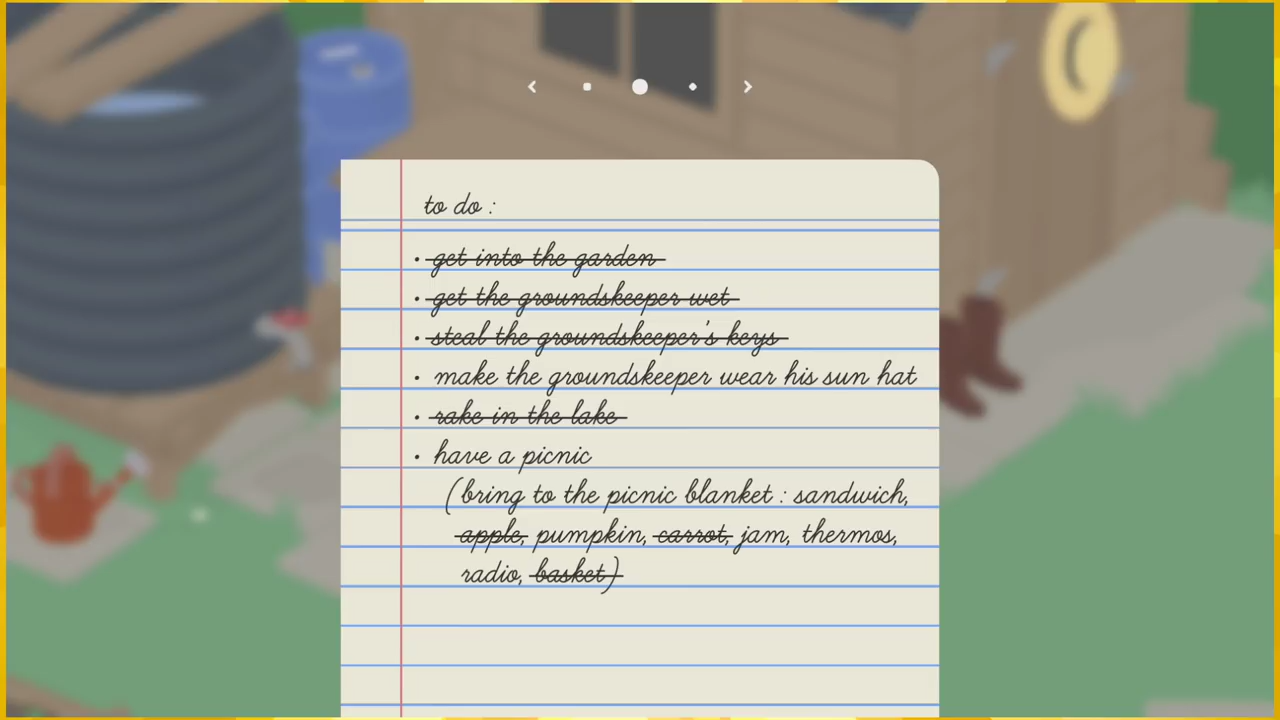 to do :
• get into the garden
• get the groundskeeper wet
• steal the groundskeeper's keys
• make the groundskeeper wear his sun hat
• rake in the lake
• have a picnic
(bring to the picnic blanket : sandwich,
apple, pumpkin, carrot, jam, thermos,
radio, basket)